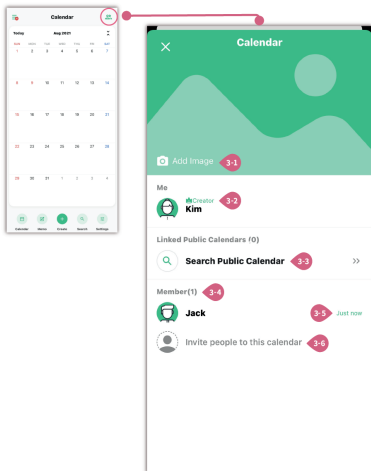 Calendar
Today Aug 2021
SUN MON TUE WED THU FRI SAT
1 2 3 4 5 6 7
8 9 10 11 12 13 14
15 16 17 18 19 20 21
22 23 24 25 26 27 28
29 30 31 1 2 3 4
Calendar Memo Create Search Settings
Calendar
Add Image 3-1
Me
Creator 3-2
Kim
Linked Public Calendars (0)
Search Public Calendar 3-3 >>
Member(1) 3-4
Jack 3-5 Just now
Invite people to this calendar 3-6